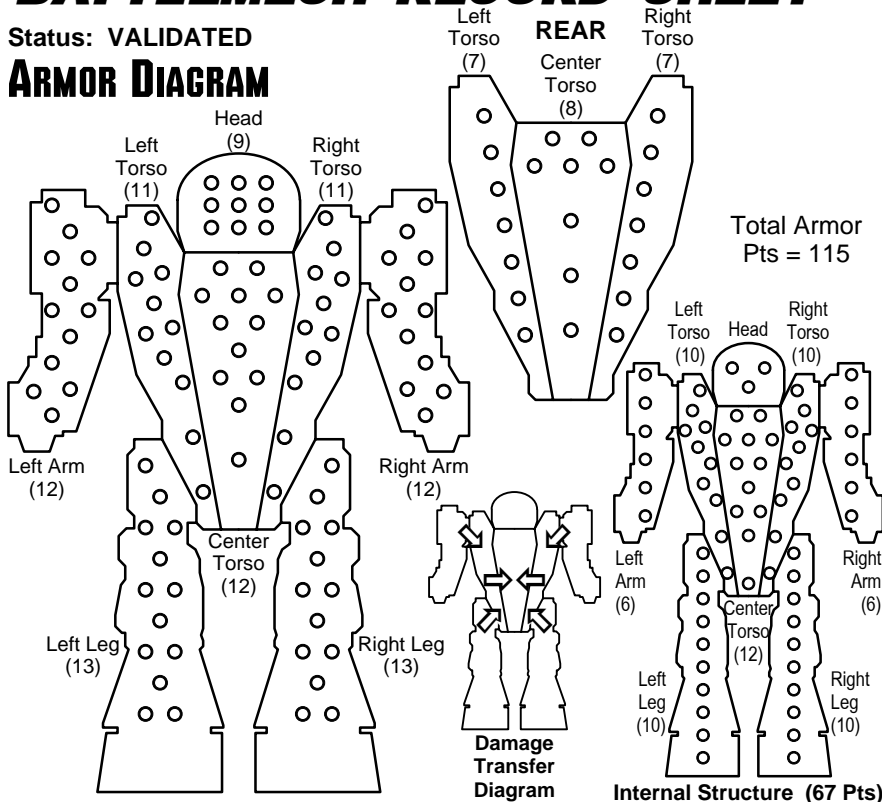 BATTLEMECH RECORD SHEET
Status: VALIDATED
ARMOR DIAGRAM
Left
Torso
(7)
REAR
Center
Torso
(8)
Right
Torso
(7)
Head
(9)
Left
Torso
(11)
Right
Torso
(11)
Total Armor
Pts = 115
Left Arm
(12)
Right Arm
(12)
Center
Torso
(12)
Left Leg
(13)
Right Leg
(13)
Damage
Transfer
Diagram
Left
Torso
(10)
Head
Right
Torso
(10)
Left
Arm
(6)
Right
Arm
(6)
Center
Torso
(12)
Left
Leg
(10)
Right
Leg
(10)
Internal Structure (67 Pts)